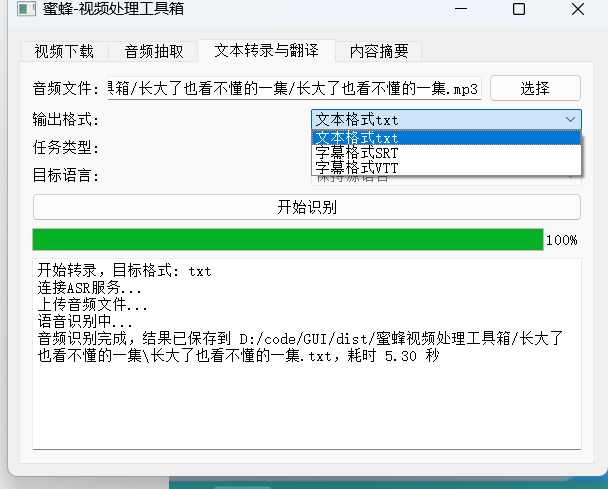 蜜蜂-视频处理工具箱
视频下载 音频抽取 文本转录与翻译 内容摘要
音频文件: 具箱/长大了也看不懂的一集/长大了也看不懂的一集.mp3 选择
输出格式: 文本格式txt
文本格式txt
任务类型: 字幕格式SRT
字幕格式VTT
目标语言: 保持源语言
开始识别
100%
开始转录,目标格式: txt
连接ASR服务...
上传音频文件...
语音识别中...
音频识别完成,结果已保存到 D:/code/GUI/dist/蜜蜂视频处理工具箱/长大了
也看不懂的一集\长大了也看不懂的一集.txt,耗时 5.30 秒